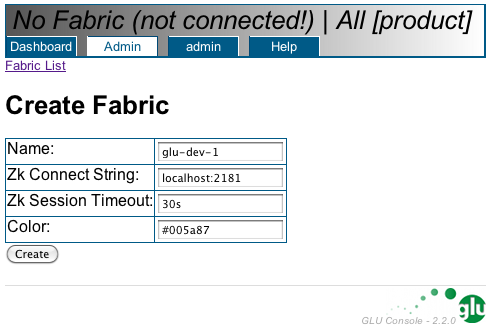 No Fabric (not connected!) | All [product]
Dashboard Admin admin Help
Fabric List
Create Fabric
Name: glu-dev-1
Zk Connect String: localhost:2181
Zk Session Timeout: 30s
Color: #005a87
Create
glu
GLU Console - 2.2.0